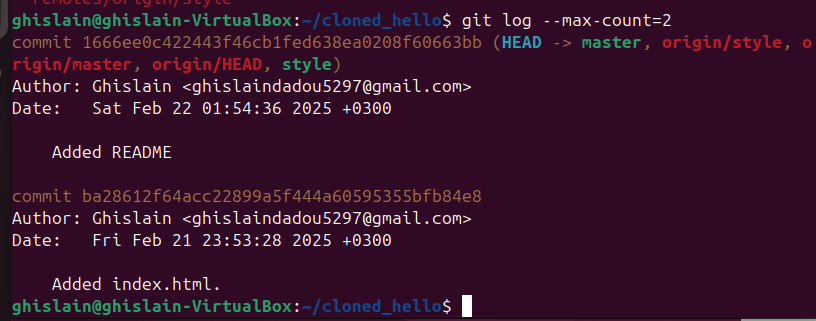 remotes/origin/style
ghislain@ghislain-VirtualBox:~/cloned_hello$ git log --max-count=2
commit 1666ee0c422443f46cb1fed638ea0208f60663bb (HEAD -> master, origin/style, o
rigin/master, origin/HEAD, style)
Author: Ghislain <ghislaindadou5297@gmail.com>
Date:   Sat Feb 22 01:54:36 2025 +0300
    Added README
commit ba28612f64acc22899a5f444a60595355bfb84e8
Author: Ghislain <ghislaindadou5297@gmail.com>
Date:   Fri Feb 21 23:53:28 2025 +0300
    Added index.html.
ghislain@ghislain-VirtualBox:~/cloned_hello$